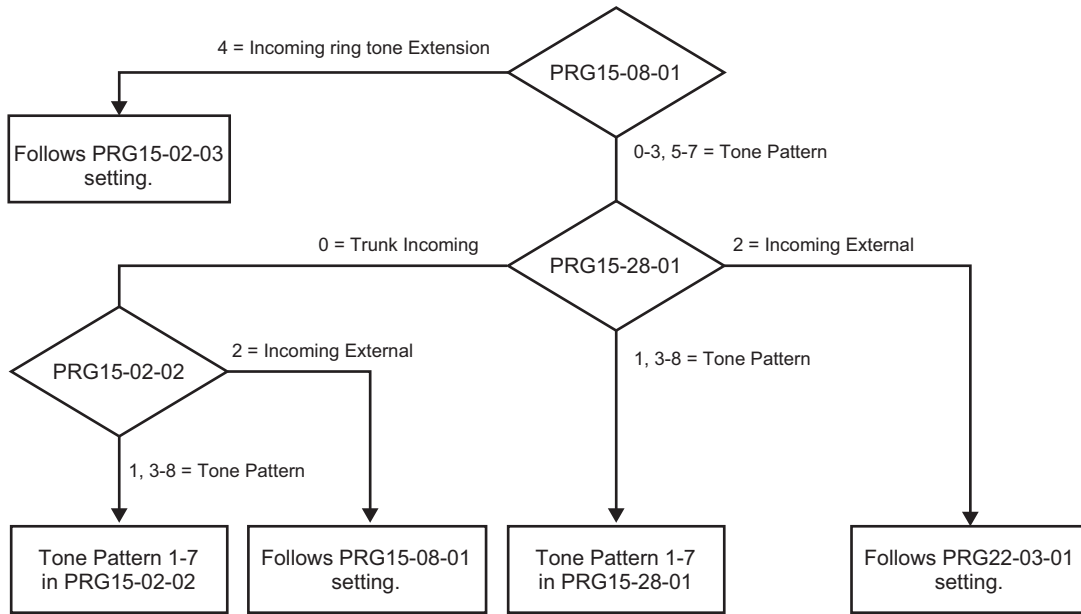 4 = Incoming ring tone Extension
PRG15-08-01
Follows PRG15-02-03
setting.
0-3, 5-7 = Tone Pattern
0 = Trunk Incoming
PRG15-28-01
2 = Incoming External
PRG15-02-02
2 = Incoming External
1, 3-8 = Tone Pattern
1, 3-8 = Tone Pattern
Tone Pattern 1-7
in PRG15-02-02
Follows PRG15-08-01
setting.
Tone Pattern 1-7
in PRG15-28-01
Follows PRG22-03-01
setting.